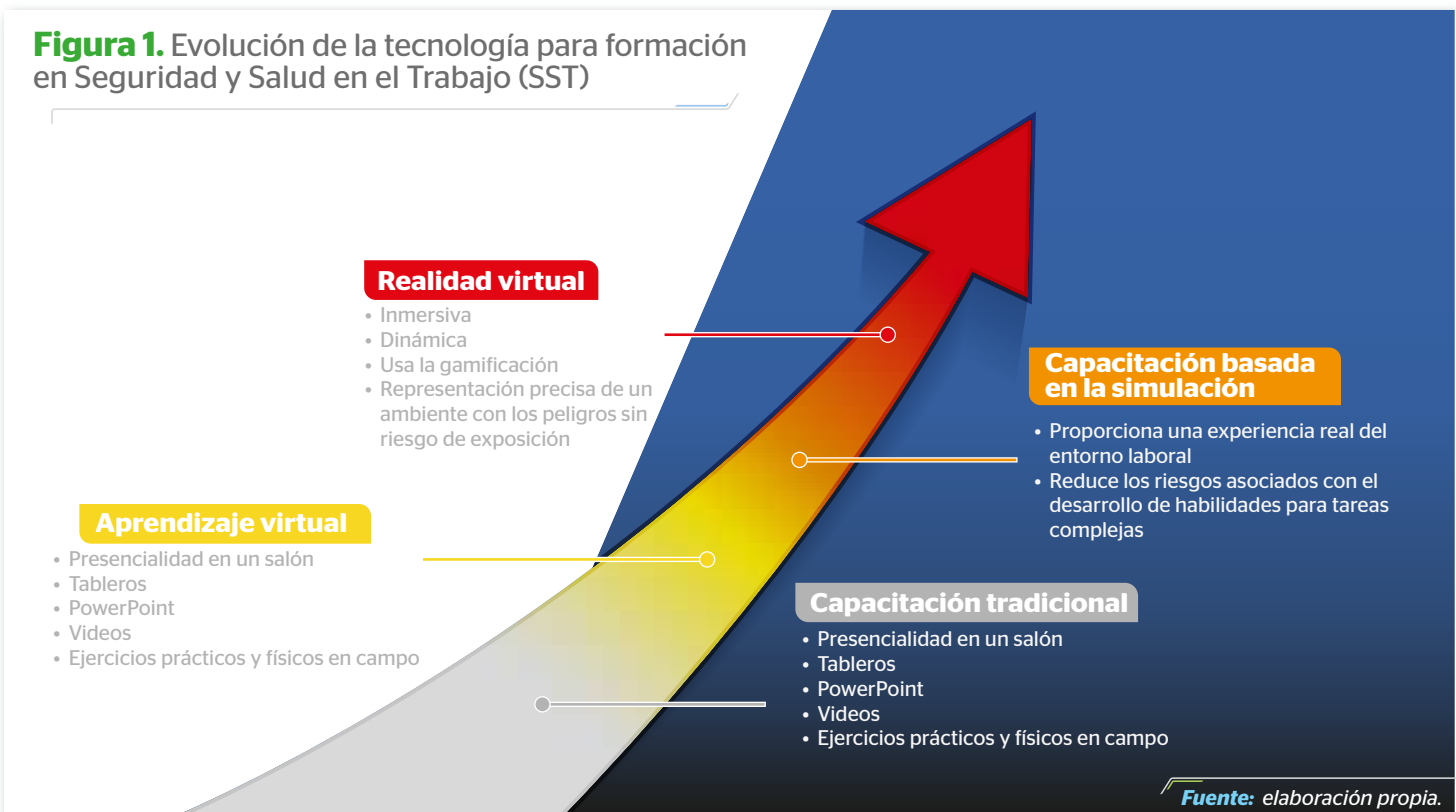 Figura 1. Evolución de la tecnología para formación
en Seguridad y Salud en el Trabajo (SST)
Realidad virtual
• Inmersiva
• Dinámica
• Usa la gamificación
• Representación precisa de un
ambiente con los peligros sin
riesgo de exposición
Capacitación basada
en la simulación
• Proporciona una experiencia real del
entorno laboral
• Reduce los riesgos asociados con el
desarrollo de habilidades para tareas
complejas
Aprendizaje virtual
• Presencialidad en un salón
• Tableros
• PowerPoint
• Videos
• Ejercicios prácticos y físicos en campo
Capacitación tradicional
• Presencialidad en un salón
• Tableros
• PowerPoint
• Videos
• Ejercicios prácticos y físicos en campo
Fuente: elaboración propia